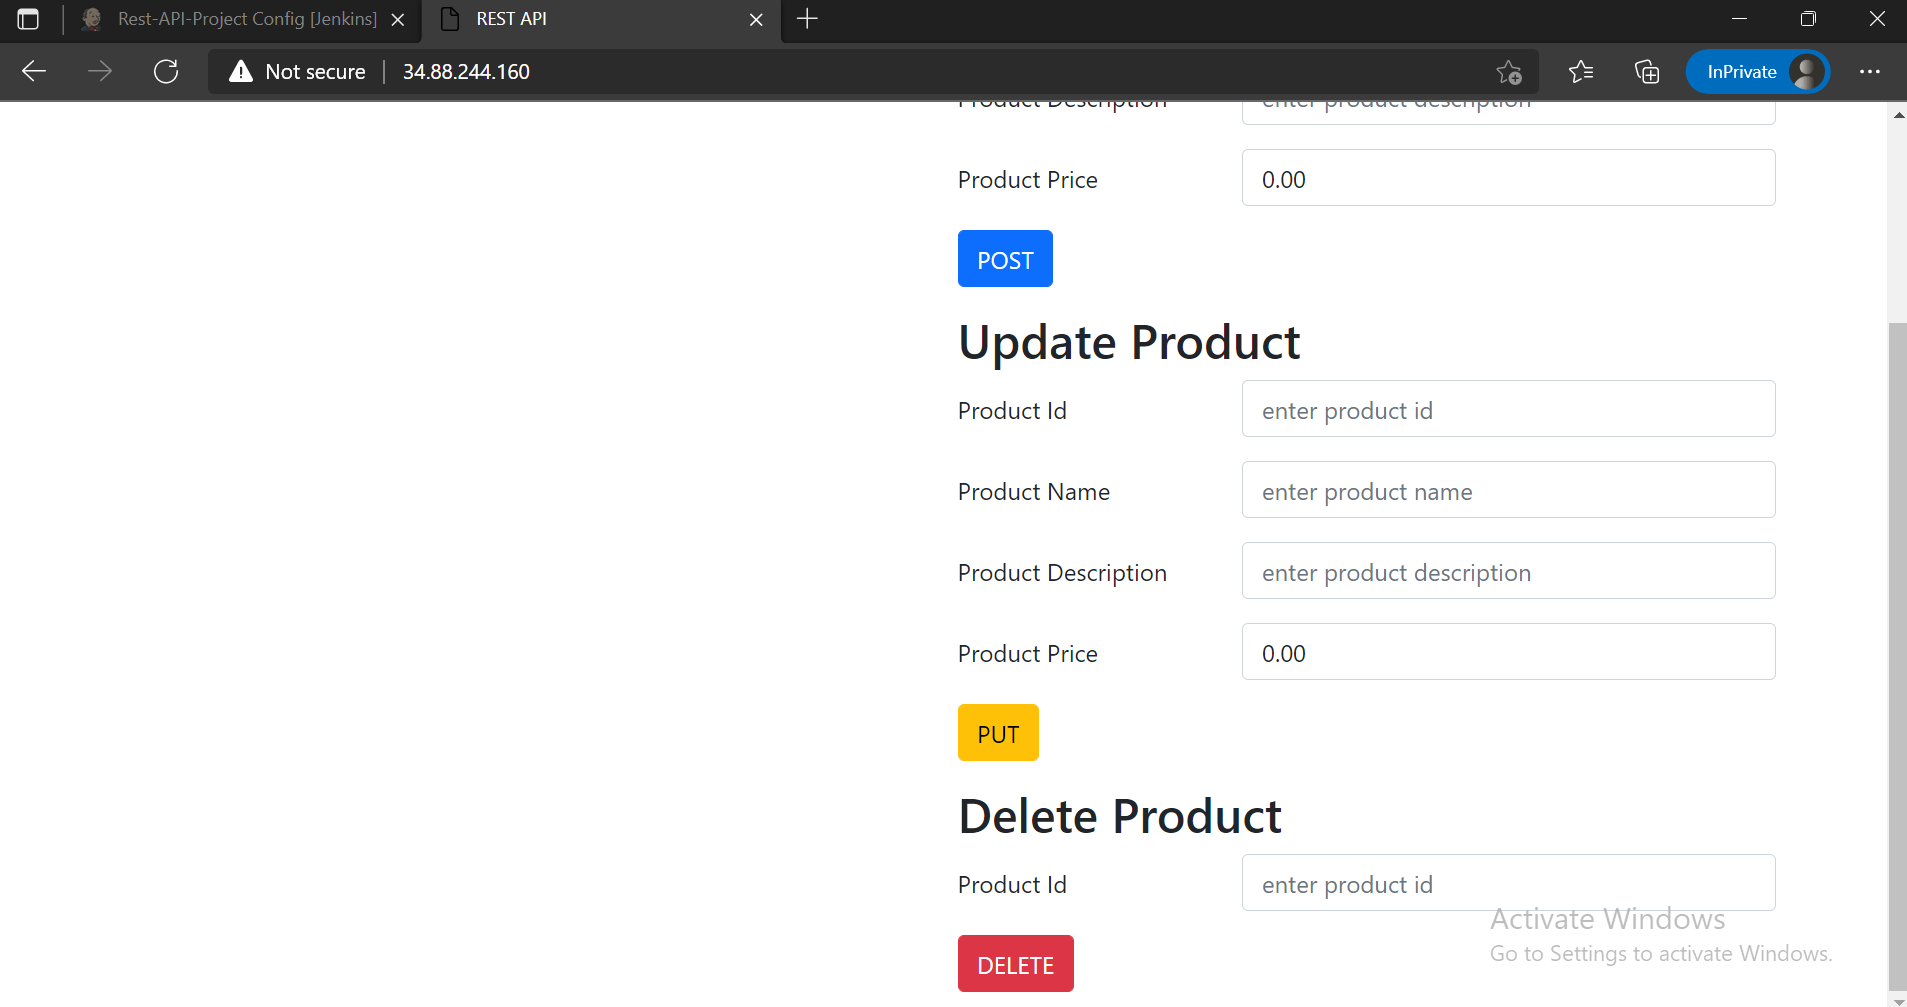 Rest-API-Project Config [Jenkins]
REST API
Not secure
34.88.244.160
InPrivate
Product Description
enter product description
Product Price
0.00
POST
Update Product
Product Id
enter product id
Product Name
enter product name
Product Description
enter product description
Product Price
0.00
PUT
Delete Product
Product Id
enter product id
DELETE
Activate Windows
Go to Settings to activate Windows.